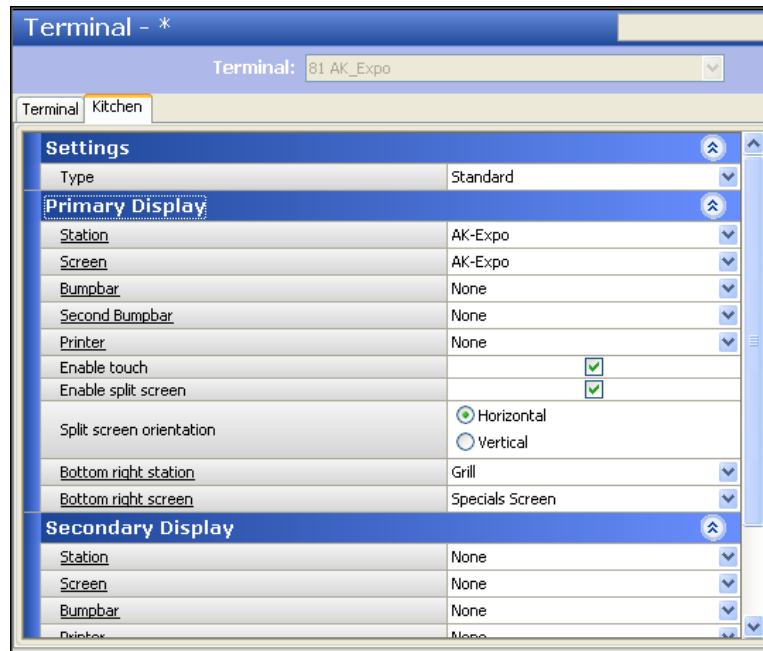 Terminal - *
Terminal: 81 AK_Expo
Terminal Kitchen
Settings
Type Standard
Primary Display
Station AK-Expo
Screen AK-Expo
Bumpbar None
Second Bumpbar None
Printer None
Enable touch
Enable split screen
Split screen orientation Horizontal
Vertical
Bottom right station Grill
Bottom right screen Specials Screen
Secondary Display
Station None
Screen None
Bumpbar None
Printer None